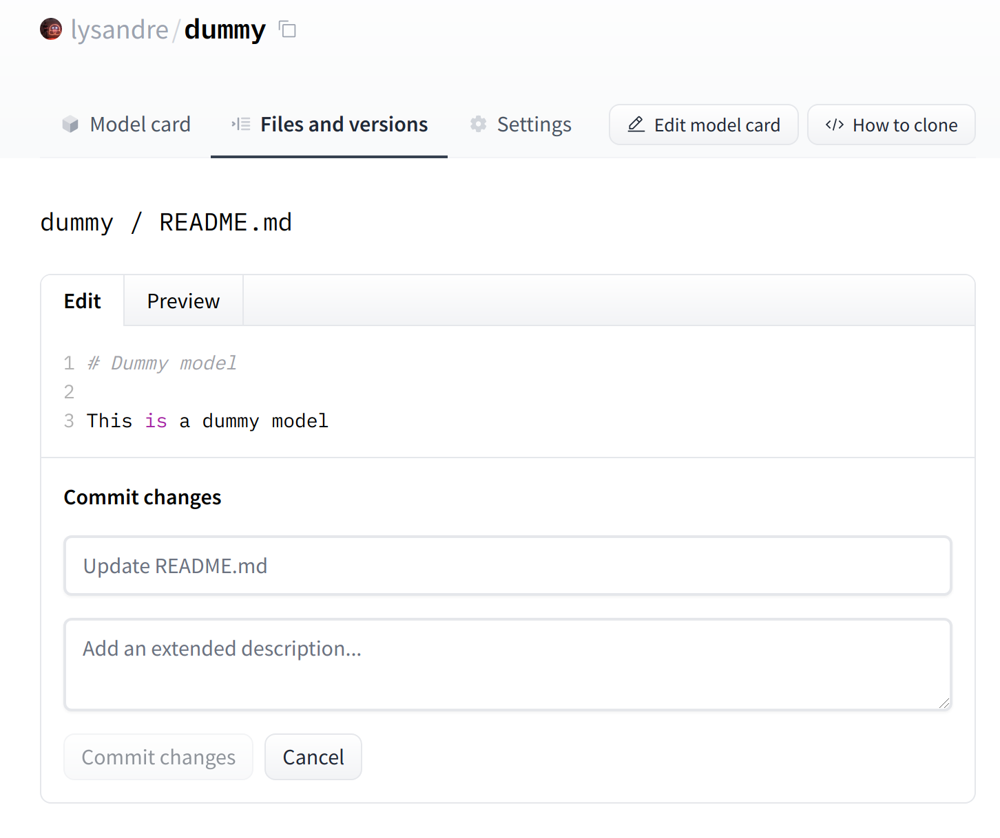 lysandre/dummy
Model card Files and versions Settings Edit model card </> How to clone
dummy / README.md
Edit Preview
1 # Dummy model
2
3 This is a dummy model
Commit changes
Update README.md
Add an extended description...
Commit changes Cancel